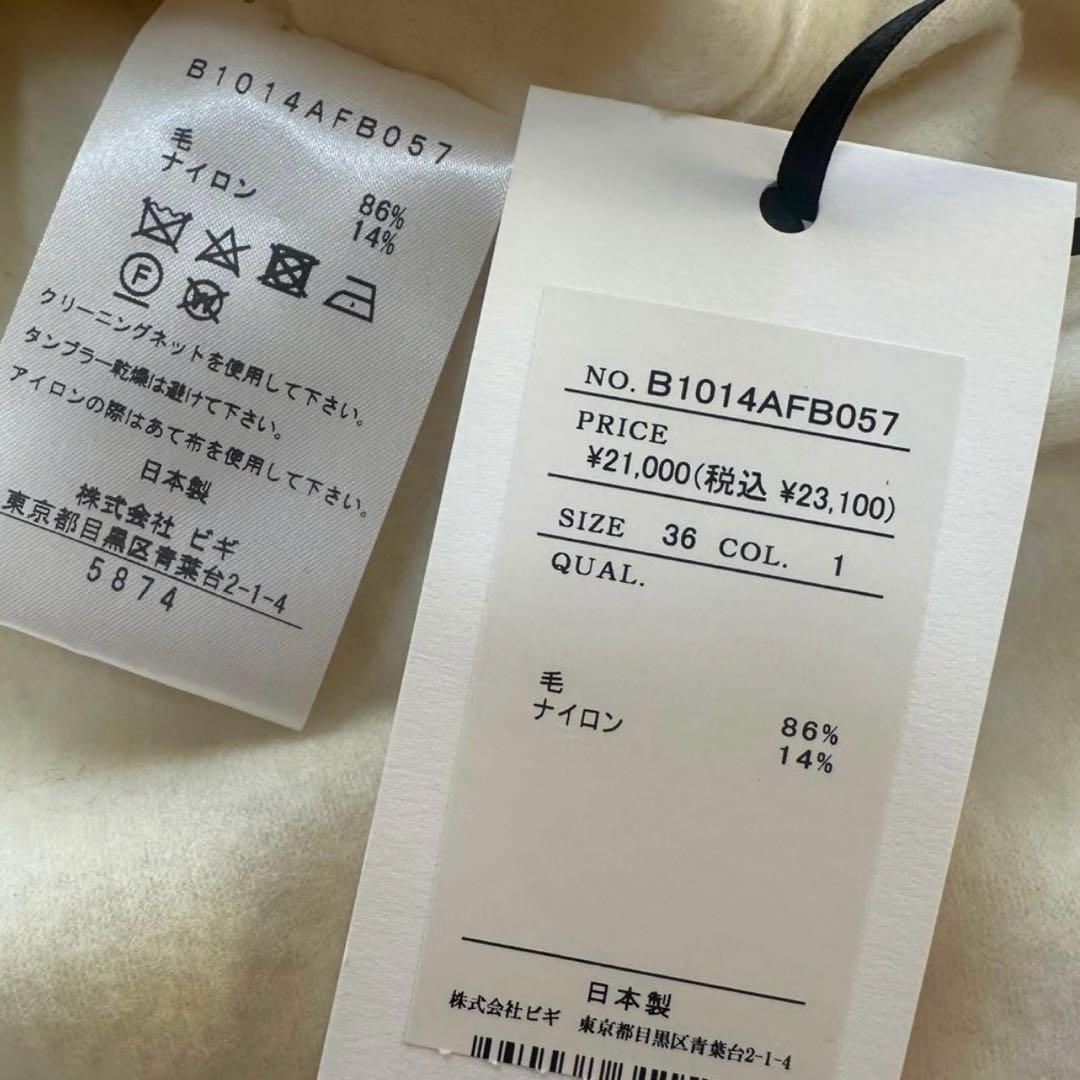 B1014AFB057
毛 86%
ナイロン 14%
F
W
クリーニングネットを使用して下さい。
タンブラー乾燥は避けて下さい。
アイロンの際はあて布を使用して下さい。
日本製
株式会社 ビギ
東京都目黒区青葉台2-1-4
5874
NO. B1014AFB057
PRICE
¥21,000(税込 ¥23,100)
SIZE 36 COL. 1
QUAL.
毛 86%
ナイロン 14%
日本製
株式会社ビギ 東京都目黒区青葉台2-1-4